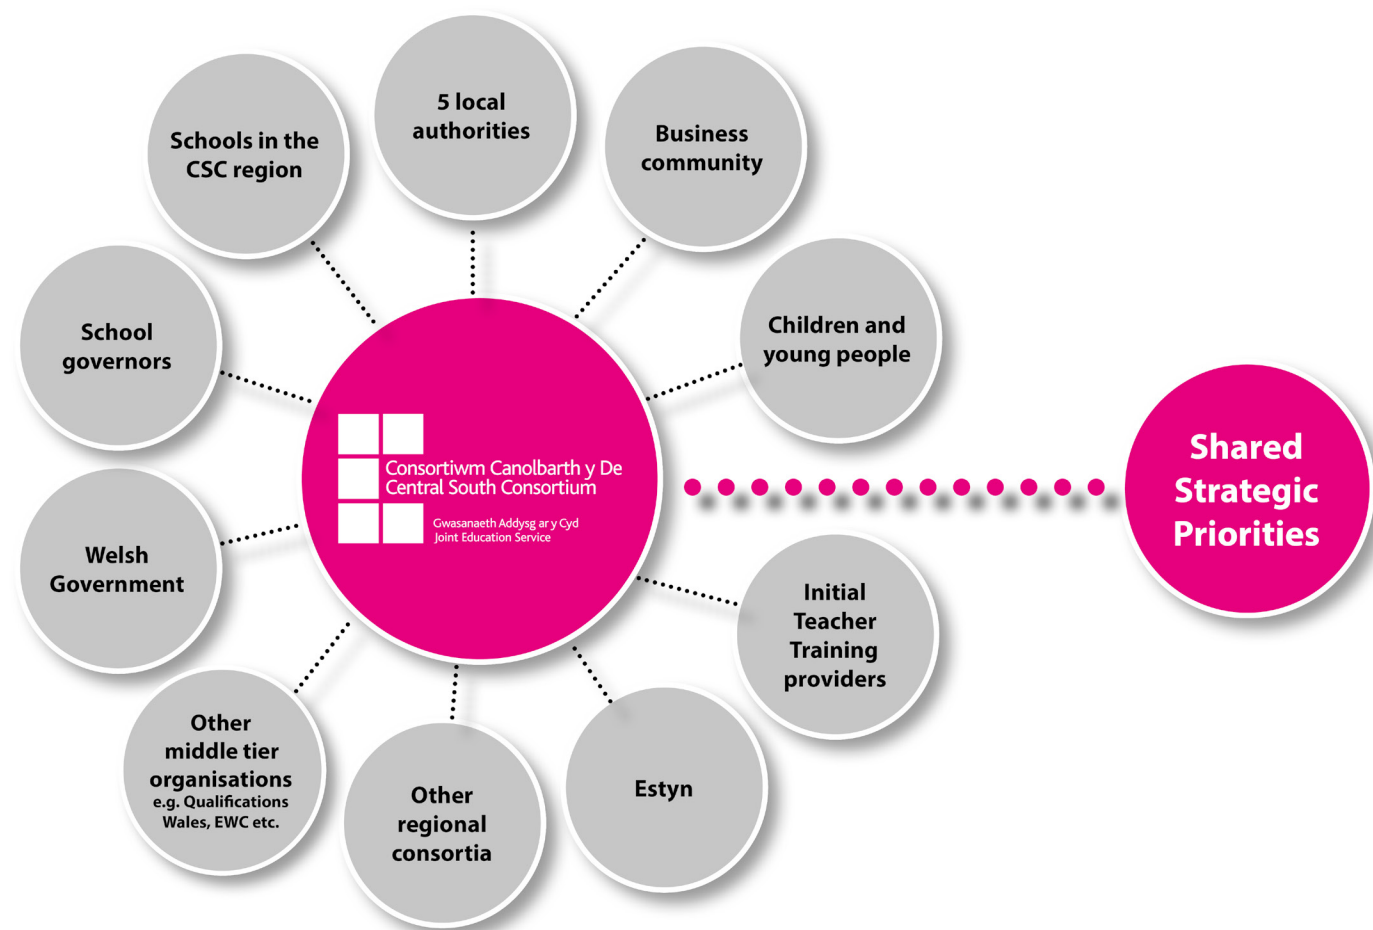 5 local
authorities
Schools in the
CSC region
Business
community
Children and
young people
School
governors
Consortiwm Canolbarth y De
Central South Consortium
Gwasanaeth Addysg ar y Cyd
Joint Education Service
Shared
Strategic
Priorities
Welsh
Government
Initial
Teacher
Training
providers
Other
middle tier
organisations
e.g. Qualifications
Wales, EWC etc.
Other
regional
consortia
Estyn